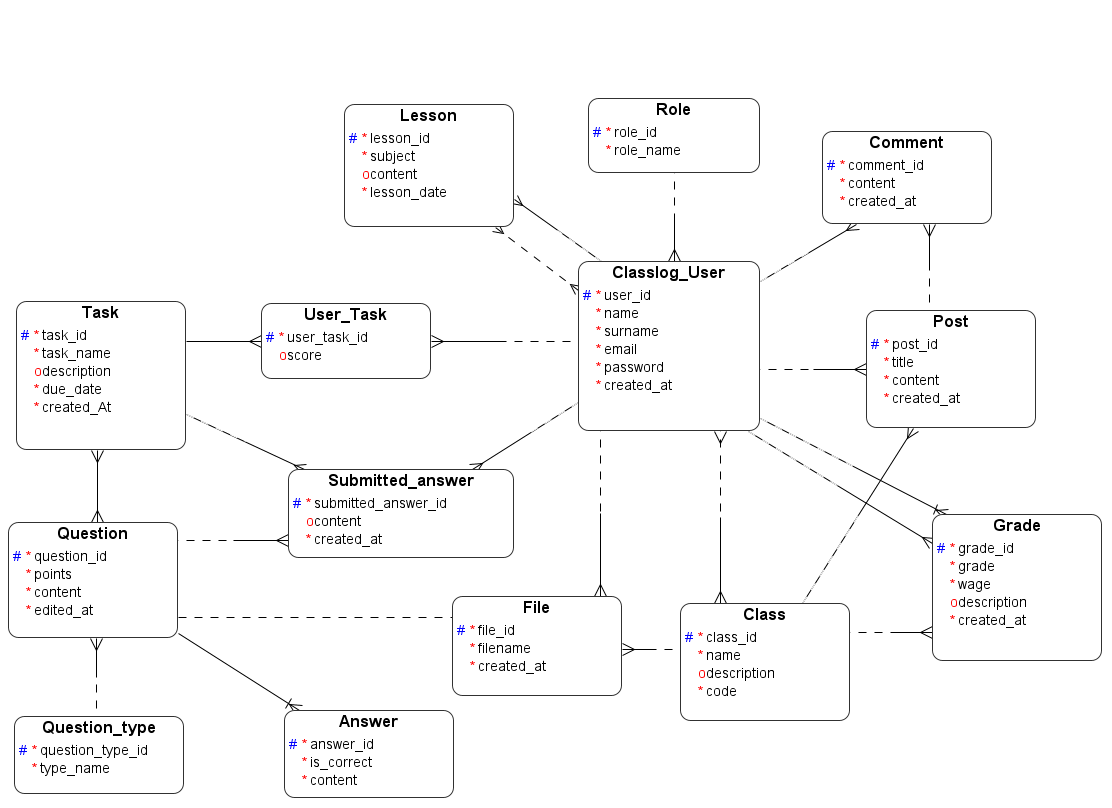 Lesson
# * lesson_id
* subject
o content
* lesson_date
Role
# * role_id
* role_name
Comment
# * comment_id
* content
* created_at
Classlog_User
# * user_id
* name
* surname
* email
* password
* created_at
Task
# * task_id
* task_name
o description
* due_date
* created_At
User_Task
# * user_task_id
o score
Post
# * post_id
* title
* content
* created_at
Submitted_answer
# * submitted_answer_id
o content
* created_at
Question
# * question_id
* points
* content
* edited_at
Grade
# * grade_id
* grade
* wage
o description
* created_at
File
# * file_id
* filename
* created_at
Class
# * class_id
* name
o description
* code
Question_type
# * question_type_id
* type_name
Answer
# * answer_id
* is_correct
* content